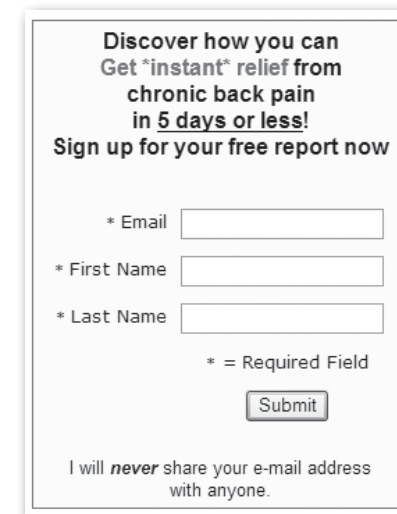 Discover how you can
Get *instant* relief from
chronic back pain
in 5 days or less!
Sign up for your free report now
* Email
* First Name
* Last Name
* = Required Field
Submit
I will never share your e-mail address
with anyone.